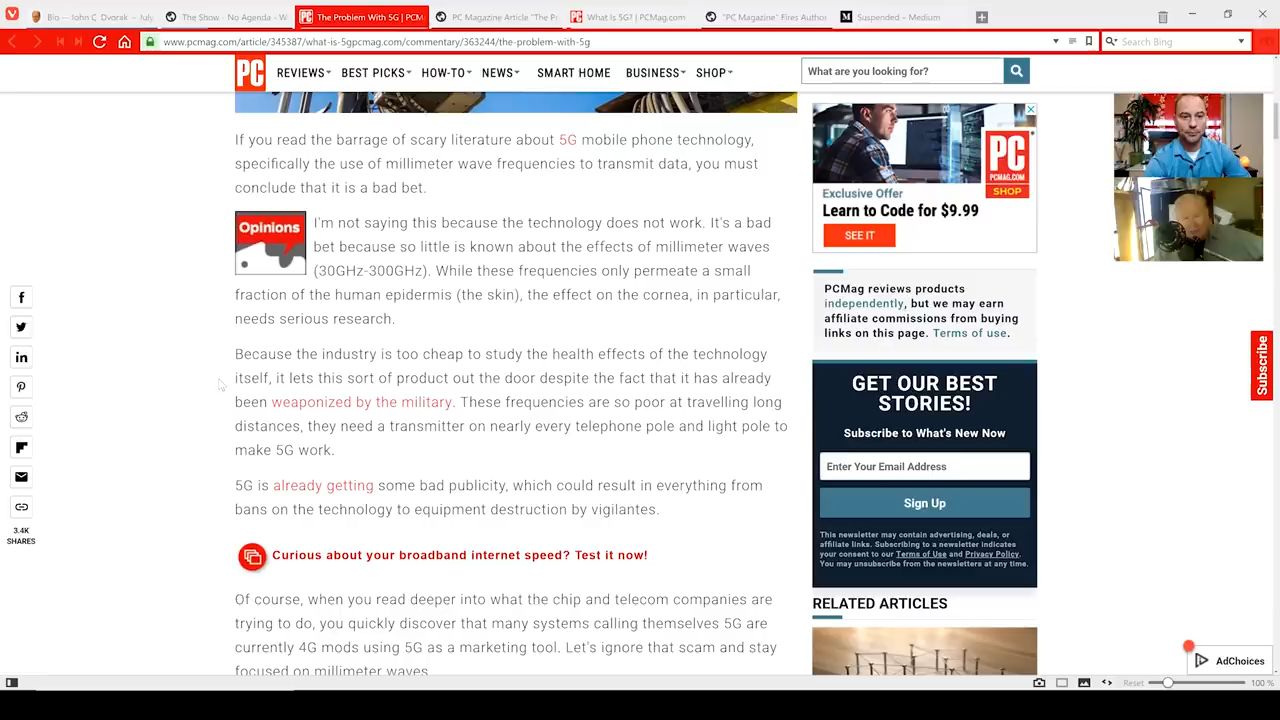 Bio — John C Dvorak — July
The Show - No Agenda - W
The Problem With 5G | PC
PC Magazine Article "The P
What Is 5G? | PCMag.com
"PC Magazine" Fires Autho
Suspended – Medium
www.pcmag.com/article/345387/what-is-5gpcmag.com/commentary/363244/the-problem-with-5g
Search Bing
PC
REVIEWS
BEST PICKS
HOW-TO
NEWS
SMART HOME
BUSINESS
SHOP
What are you looking for?
If you read the barrage of scary literature about 5G mobile phone technology,
specifically the use of millimeter wave frequencies to transmit data, you must
conclude that it is a bad bet.
Opinions
I'm not saying this because the technology does not work. It's a bad
bet because so little is known about the effects of millimeter waves
(30GHz-300GHz). While these frequencies only permeate a small
fraction of the human epidermis (the skin), the effect on the cornea, in particular,
needs serious research.
Because the industry is too cheap to study the health effects of the technology
itself, it lets this sort of product out the door despite the fact that it has already
been weaponized by the military. These frequencies are so poor at travelling long
distances, they need a transmitter on nearly every telephone pole and light pole to
make 5G work.
5G is already getting some bad publicity, which could result in everything from
bans on the technology to equipment destruction by vigilantes.
Curious about your broadband internet speed? Test it now!
Of course, when you read deeper into what the chip and telecom companies are
trying to do, you quickly discover that many systems calling themselves 5G are
currently 4G mods using 5G as a marketing tool. Let's ignore that scam and stay
focused on millimeter waves.
3.4K
SHARES
PC
PCMAG.COM
SHOP
Exclusive Offer
Learn to Code for $9.99
SEE IT
PCMag reviews products
independently, but we may earn
affiliate commissions from buying
links on this page. Terms of use.
GET OUR BEST
STORIES!
Subscribe to What's New Now
Enter Your Email Address
Sign Up
This newsletter may contain advertising, deals, or
affiliate links. Subscribing to a newsletter indicates
your consent to our Terms of Use and Privacy Policy.
You may unsubscribe from the newsletters at any time.
RELATED ARTICLES
Subscribe
AdChoices
Reset
100 %